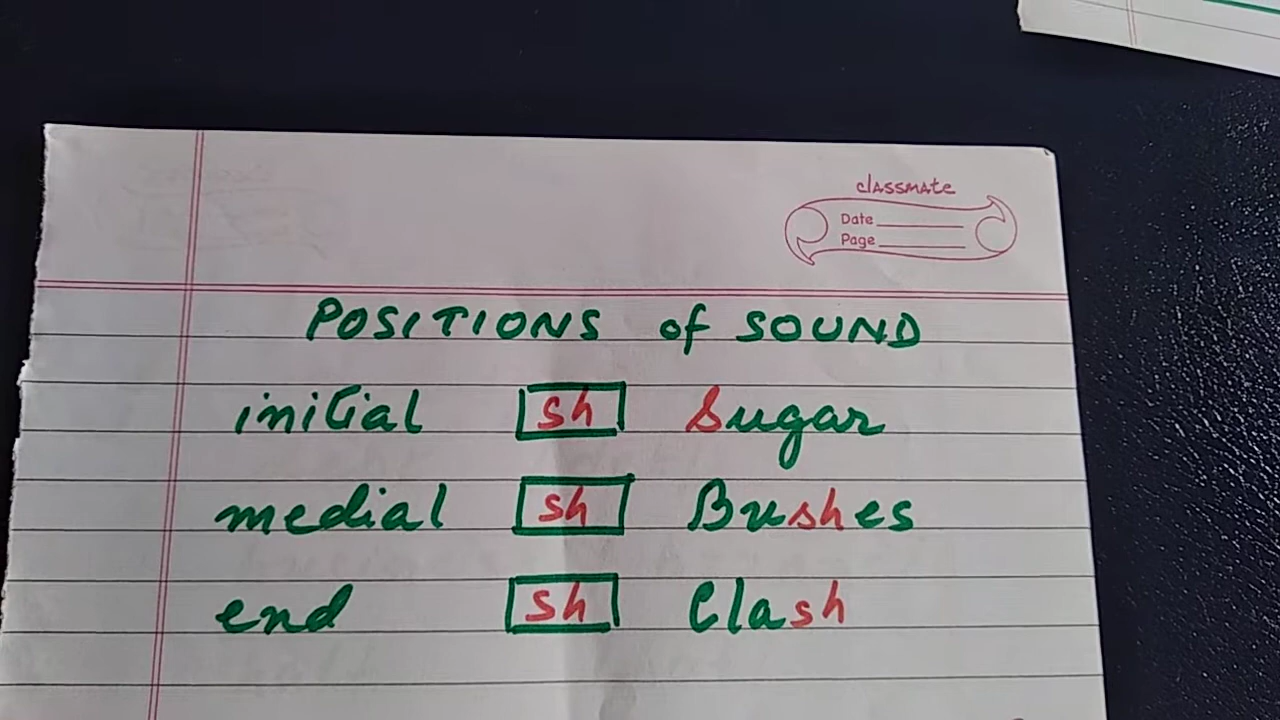 classmate
Date
Page
POSITIONS of SOUND
initial sh Sugar
medial sh Bushes
end sh Clash